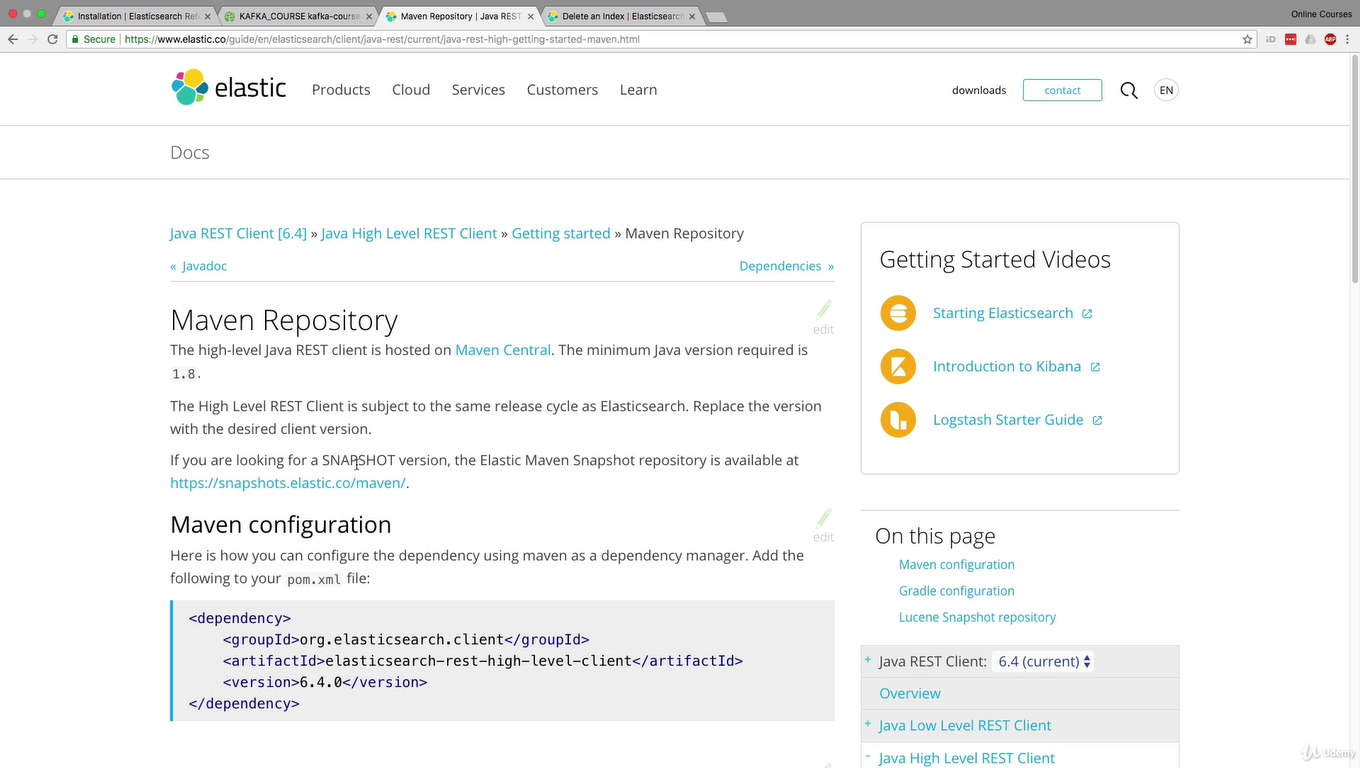 Installation | Elasticsearch Refe
KAFKA_COURSE kafka-course
Maven Repository | Java REST
Delete an Index | Elasticsearch
Online Courses
Secure
https://www.elastic.co/guide/en/elasticsearch/client/java-rest/current/java-rest-high-getting-started-maven.html
iD
ABP
elastic
Products
Cloud
Services
Customers
Learn
downloads
contact
EN
Docs
Java REST Client [6.4] » Java High Level REST Client » Getting started » Maven Repository
« Javadoc
Dependencies »
Maven Repository
edit
The high-level Java REST client is hosted on Maven Central. The minimum Java version required is
1.8.
The High Level REST Client is subject to the same release cycle as Elasticsearch. Replace the version
with the desired client version.
If you are looking for a SNAPSHOT version, the Elastic Maven Snapshot repository is available at
https://snapshots.elastic.co/maven/.
Maven configuration
edit
Here is how you can configure the dependency using maven as a dependency manager. Add the
following to your pom.xml file:
<dependency>
<groupId>org.elasticsearch.client</groupId>
<artifactId>elasticsearch-rest-high-level-client</artifactId>
<version>6.4.0</version>
</dependency>
Getting Started Videos
Starting Elasticsearch
Introduction to Kibana
Logstash Starter Guide
On this page
Maven configuration
Gradle configuration
Lucene Snapshot repository
+ Java REST Client: 6.4 (current)
Overview
+ Java Low Level REST Client
- Java High Level REST Client
Udemy